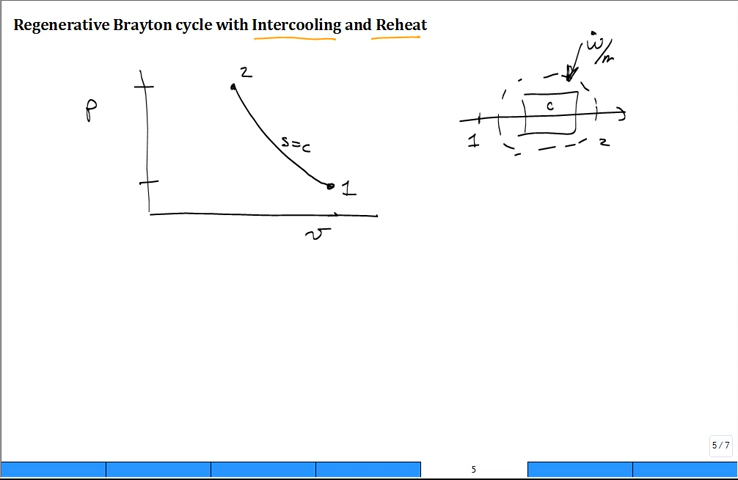 Regenerative Brayton cycle with Intercooling and Reheat
P
2
s=c
1
v
Ẇ/ṁ
c
1
2
5 / 7
5